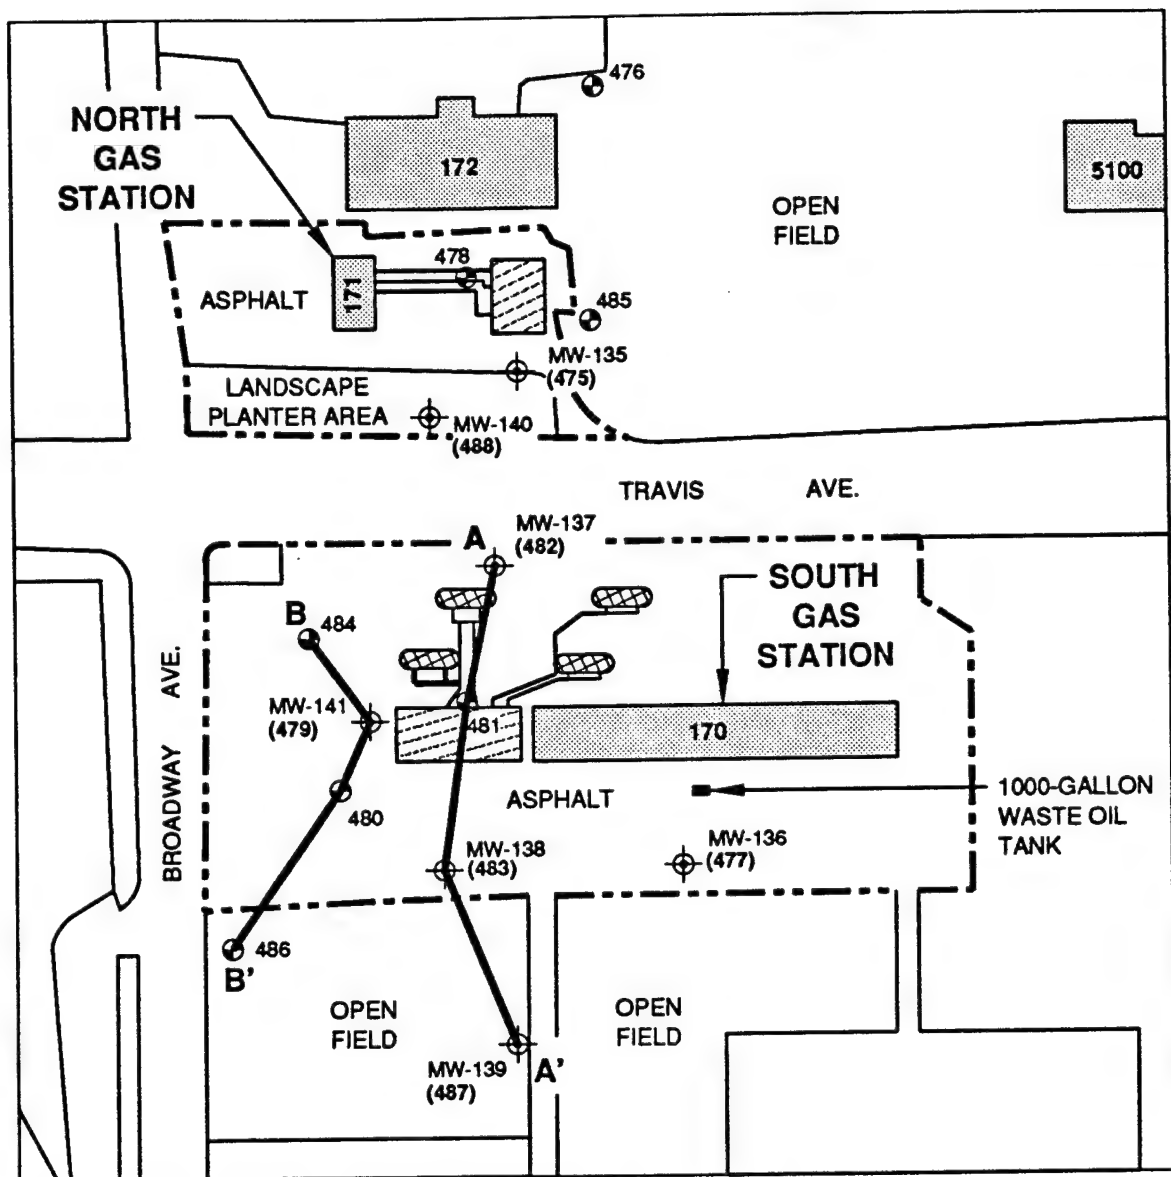 476
NORTH
GAS
STATION
172
5100
OPEN
FIELD
478
171
ASPHALT
485
MW-135
(475)
LANDSCAPE
PLANTER AREA
MW-140
(488)
TRAVIS AVE.
MW-137
(482)
A
SOUTH
GAS
STATION
B
484
BROADWAY AVE.
MW-141
(479)
481
170
480
ASPHALT
1000-GALLON
WASTE OIL
TANK
MW-138
(483)
MW-136
(477)
486
B'
OPEN
FIELD
OPEN
FIELD
MW-139
(487)
A'